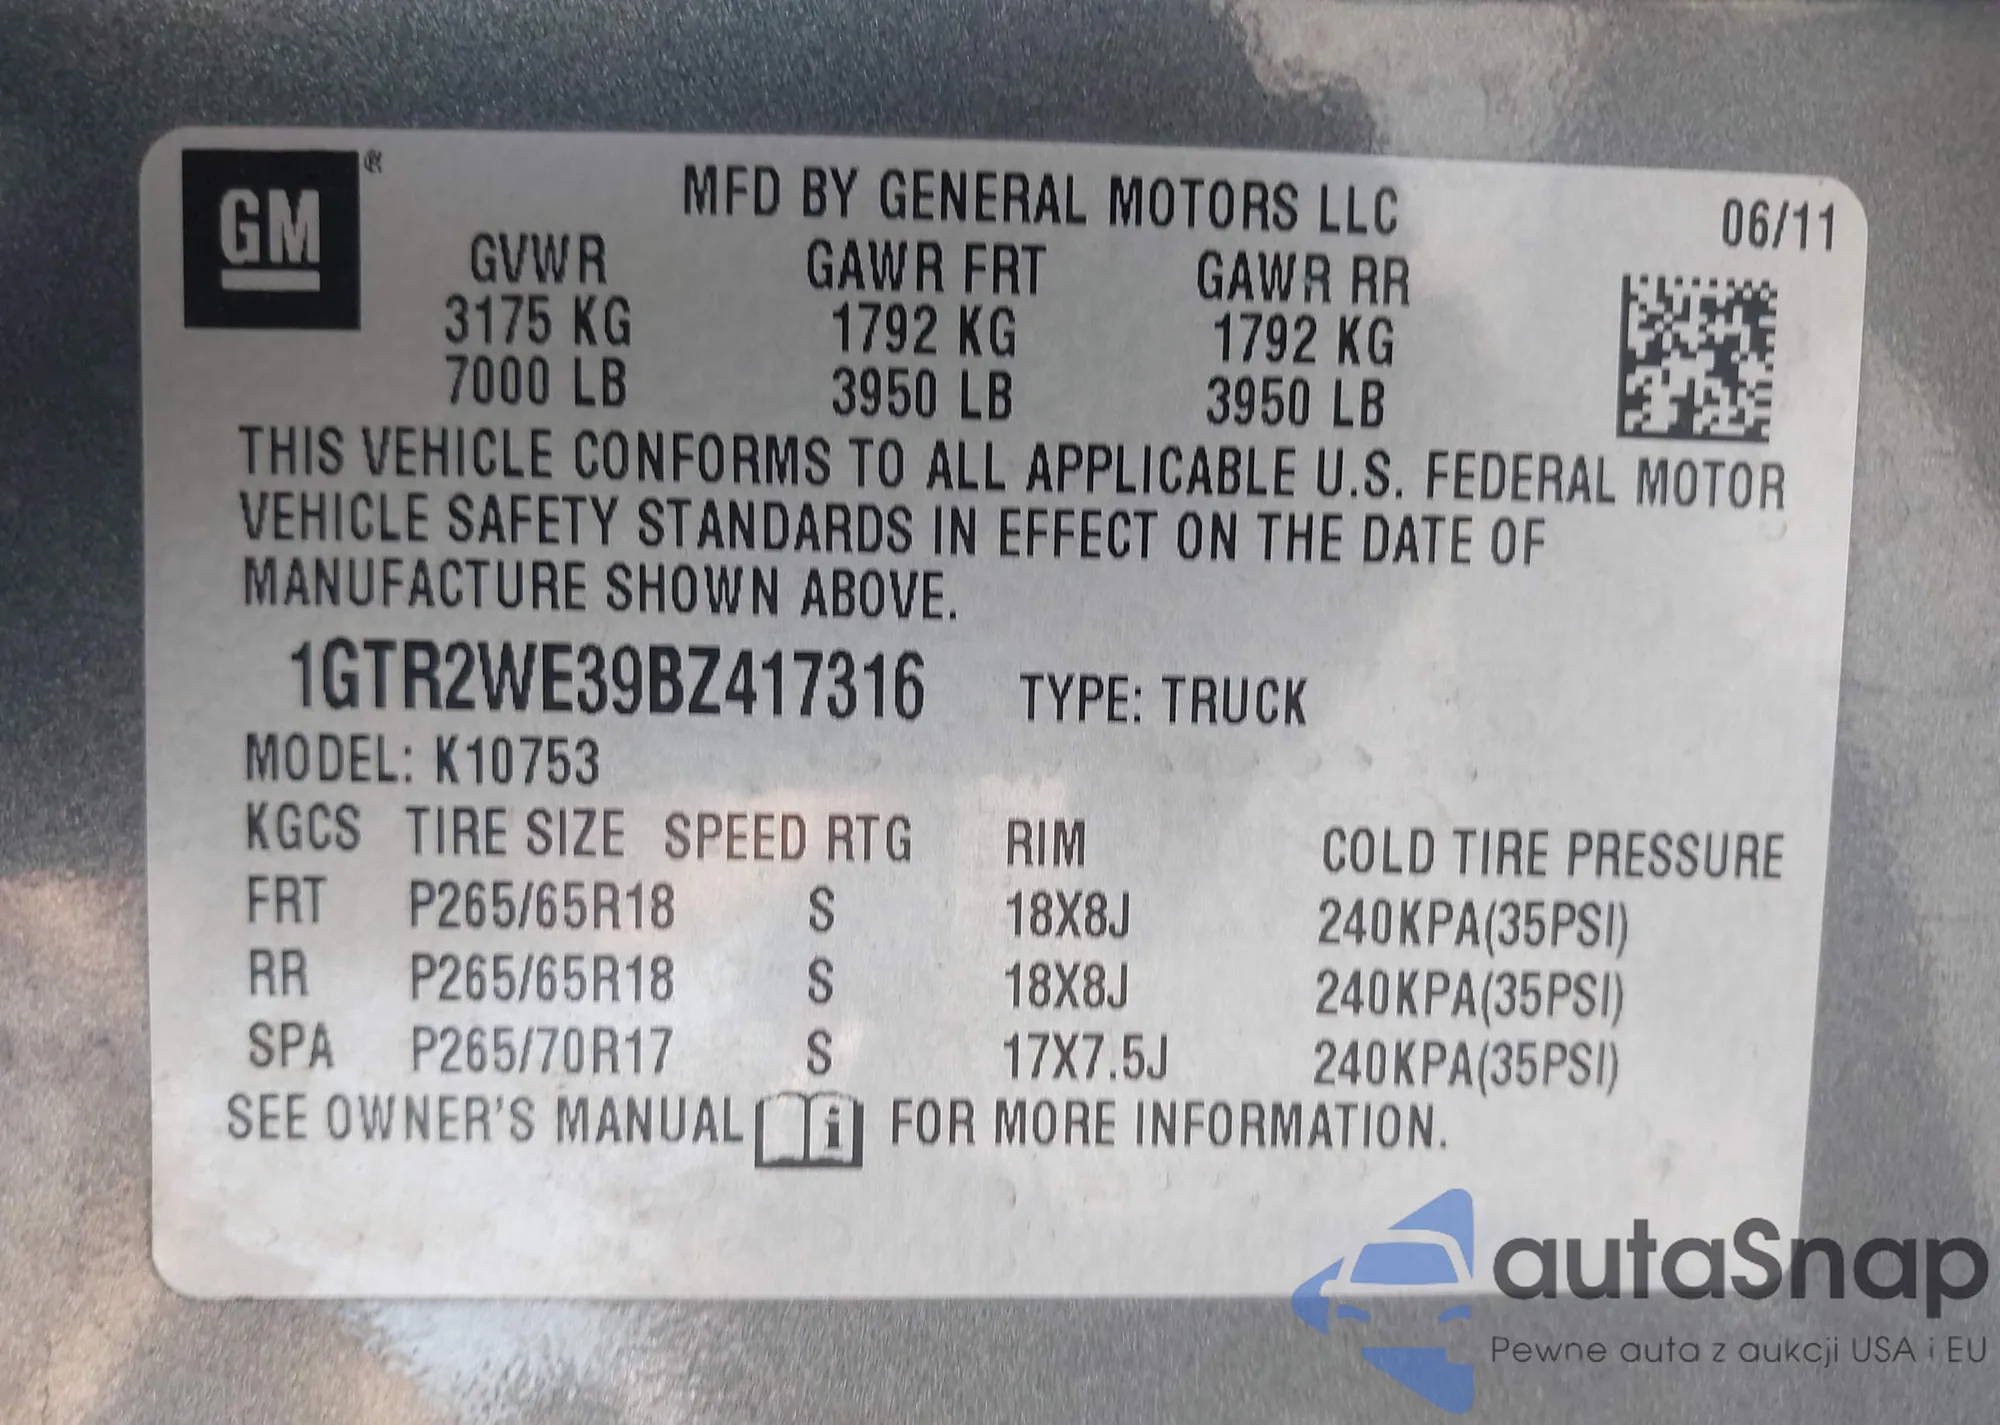 GM®
MFD BY GENERAL MOTORS LLC 06/11
GVWR GAWR FRT GAWR RR
3175 KG 1792 KG 1792 KG
7000 LB 3950 LB 3950 LB
THIS VEHICLE CONFORMS TO ALL APPLICABLE U.S. FEDERAL MOTOR
VEHICLE SAFETY STANDARDS IN EFFECT ON THE DATE OF
MANUFACTURE SHOWN ABOVE.
1GTR2WE39BZ417316 TYPE: TRUCK
MODEL: K10753
KGCS TIRE SIZE SPEED RTG RIM COLD TIRE PRESSURE
FRT P265/65R18 S 18X8J 240KPA(35PSI)
RR P265/65R18 S 18X8J 240KPA(35PSI)
SPA P265/70R17 S 17X7.5J 240KPA(35PSI)
SEE OWNER'S MANUAL i FOR MORE INFORMATION.
autaSnap
Pewne auta z aukcji USA i EU